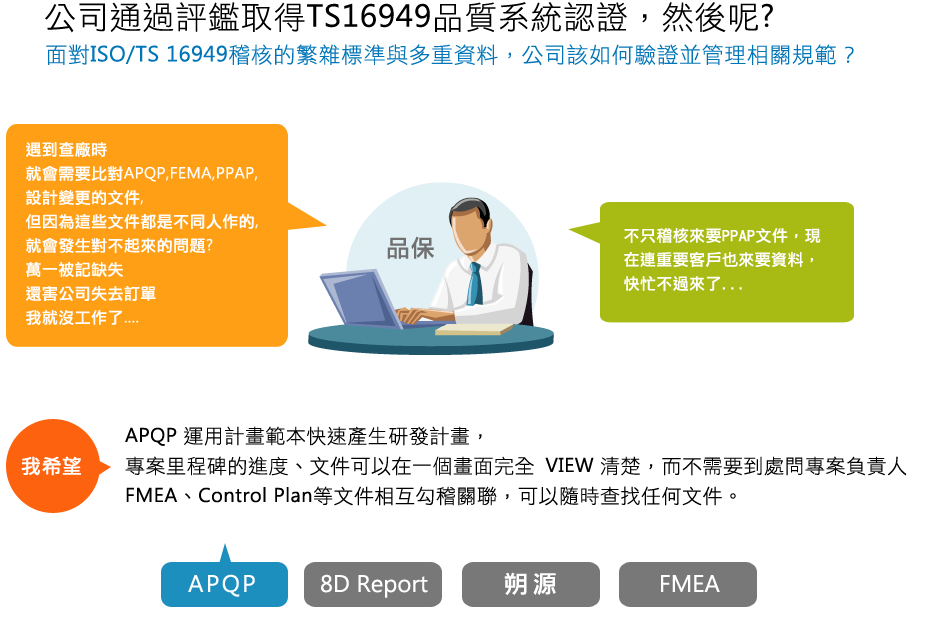 公司通過評鑑取得TS16949品質系統認證，然後呢?
面對ISO/TS 16949稽核的繁雜標準與多重資料，公司該如何驗證並管理相關規範？
遇到查廠時
就會需要比對APQP,FEMA,PPAP,
設計變更的文件,
但因為這些文件都是不同人作的,
就會發生對不起來的問題?
萬一被記缺失
還害公司失去訂單
我就沒工作了....
品保
不只稽核來要PPAP文件，現
在連重要客戶也來要資料，
快忙不過來了...
我希望
APQP 運用計畫範本快速產生研發計畫，
專案里程碑的進度、文件可以在一個畫面完全 VIEW 清楚，而不需要到處問專案負責人
FMEA、Control Plan等文件相互勾稽關聯，可以隨時查找任何文件。
APQP
8D Report
朔源
FMEA